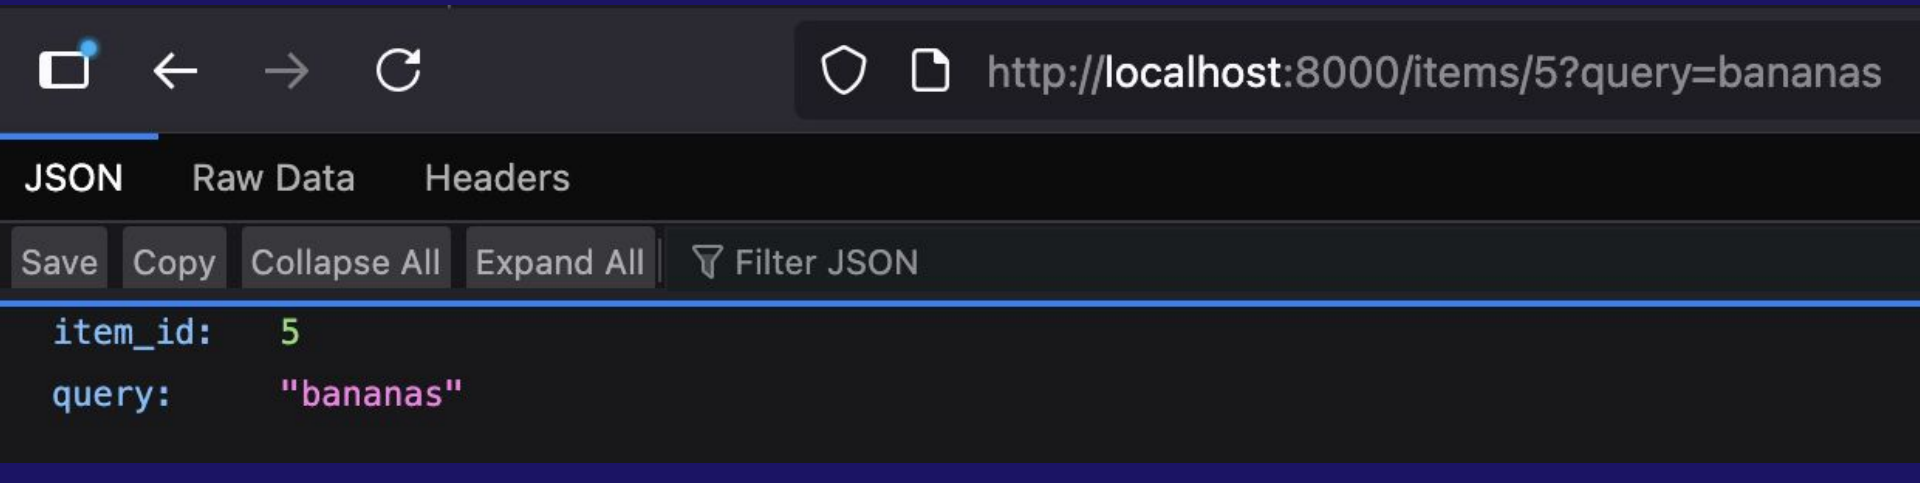 http://localhost:8000/items/5?query=bananas
JSON Raw Data Headers
Save Copy Collapse All Expand All Filter JSON
item_id: 5
query: "bananas"